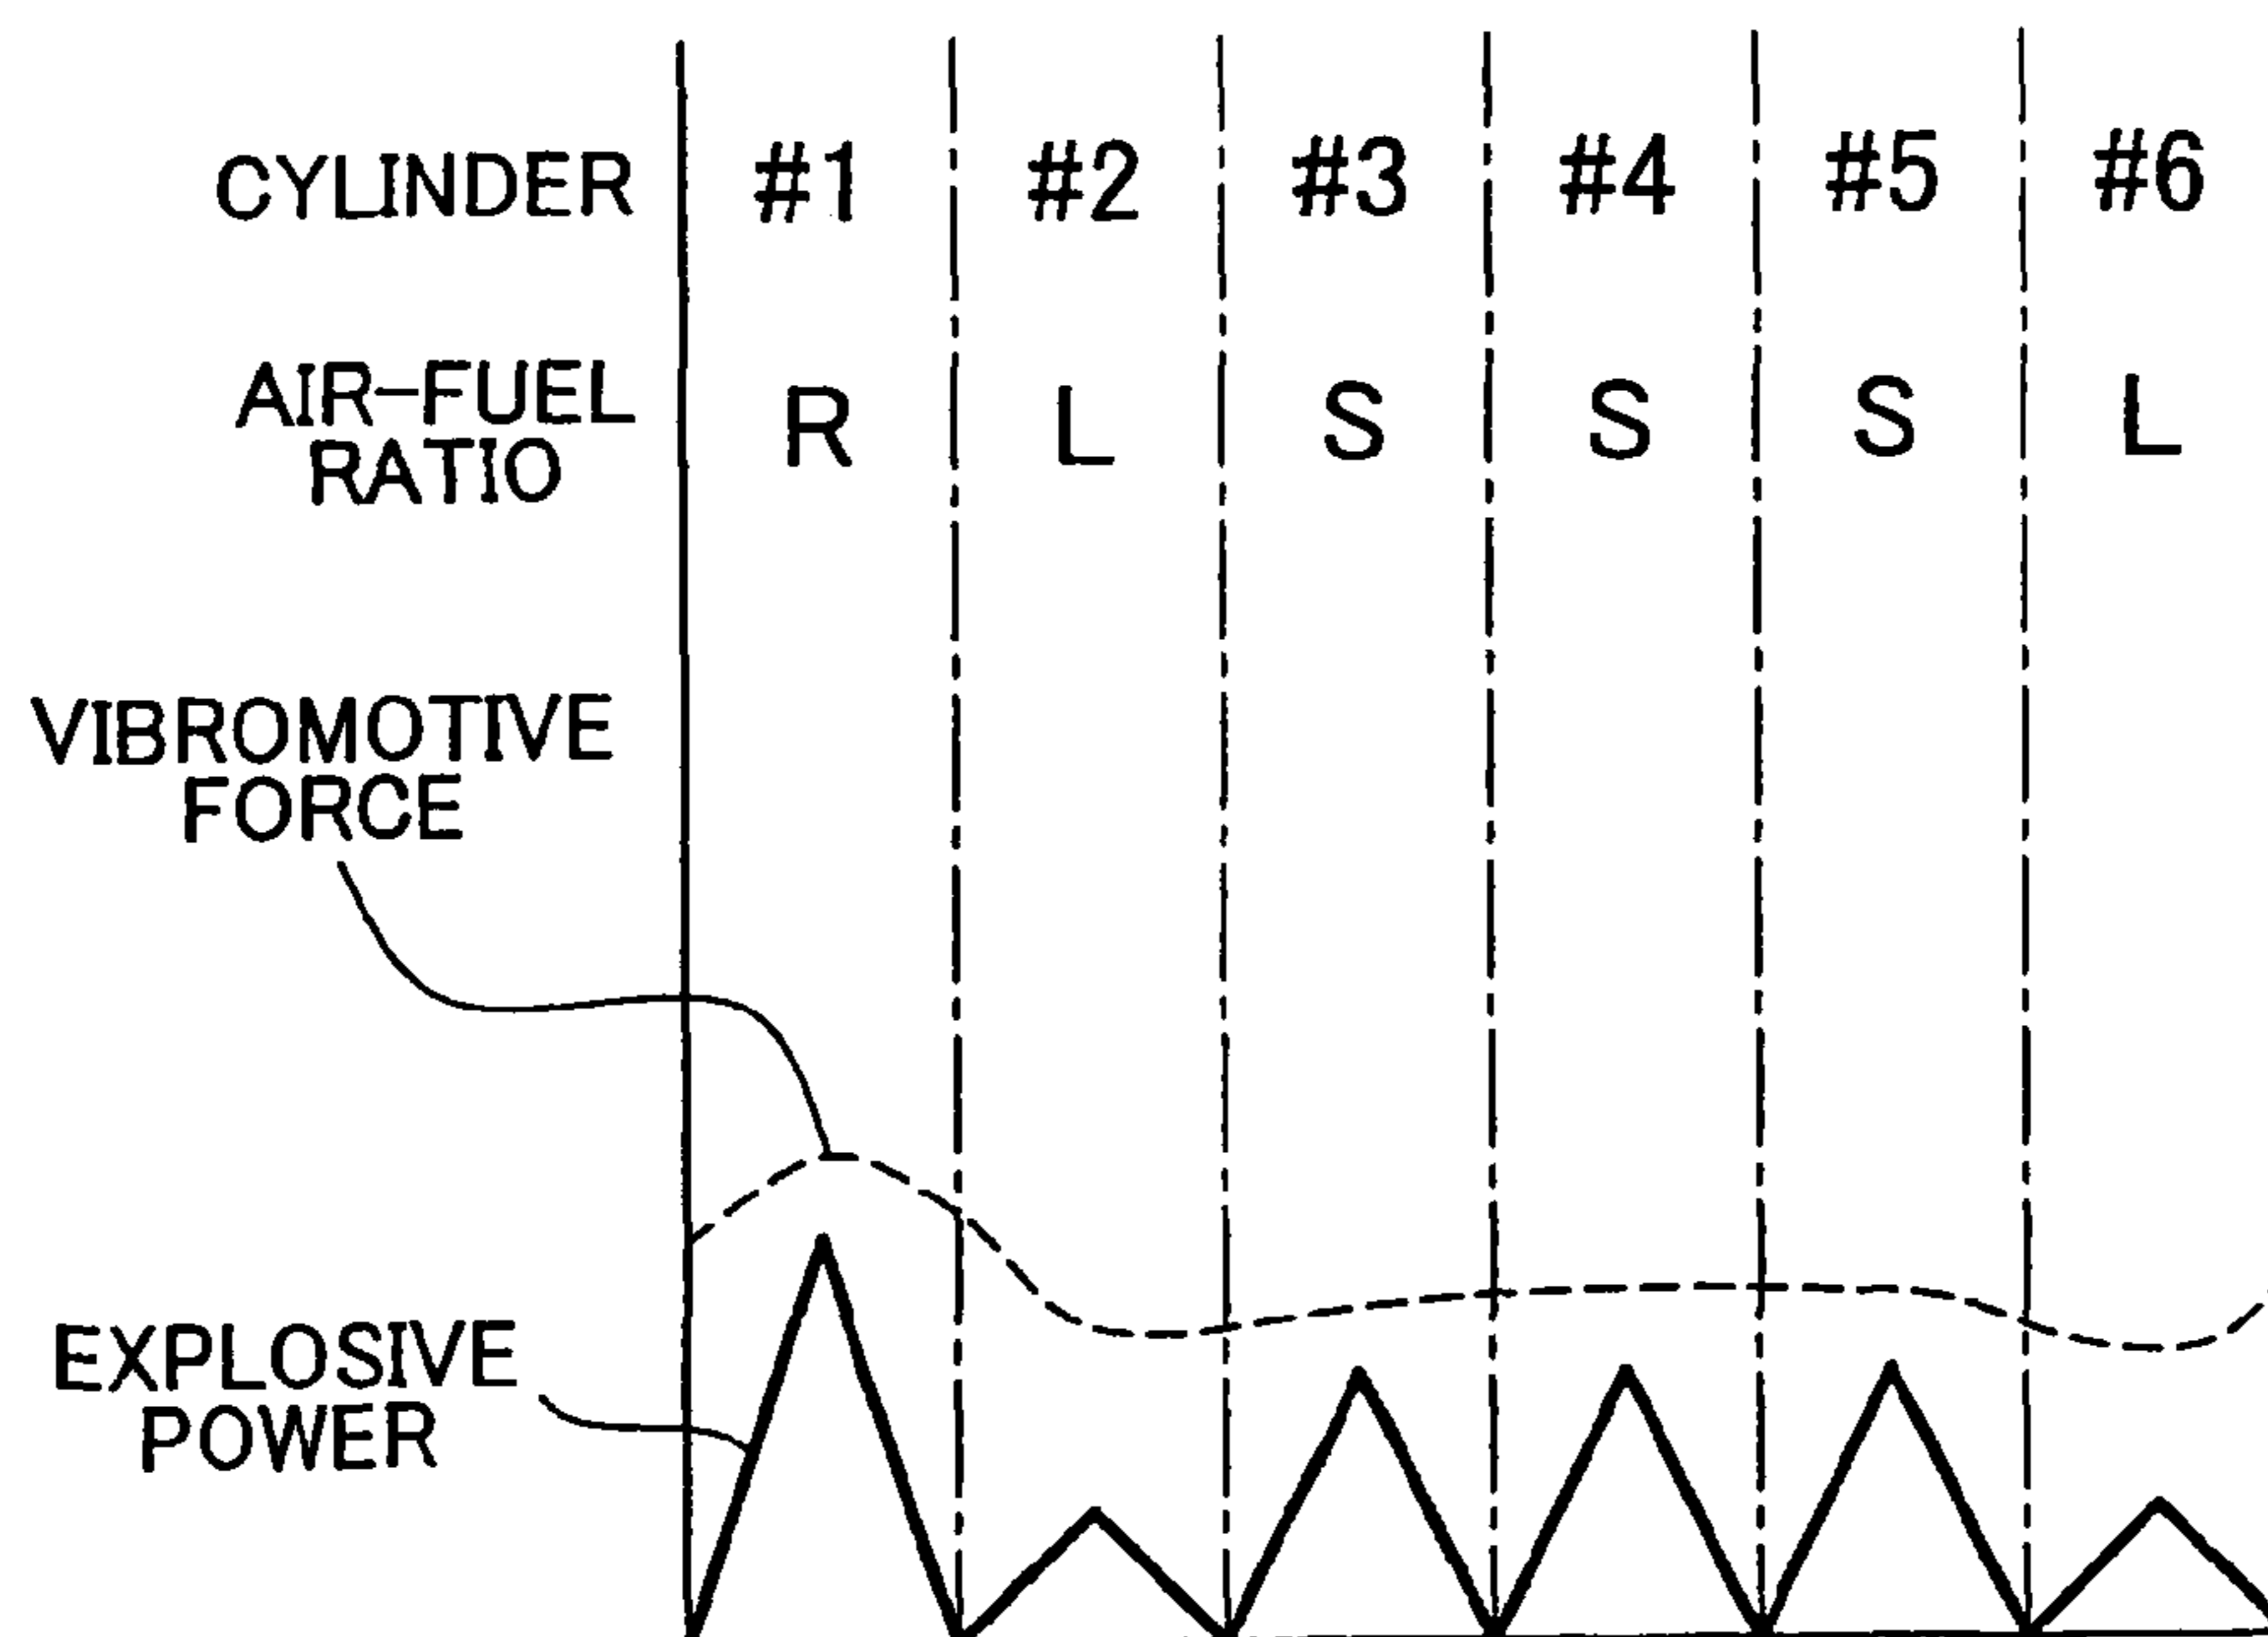 CYLINDER #1 #2 #3 #4 #5 #6
AIR-FUEL
RATIO
R L S S S L
VIBROMOTIVE
FORCE
EXPLOSIVE
POWER